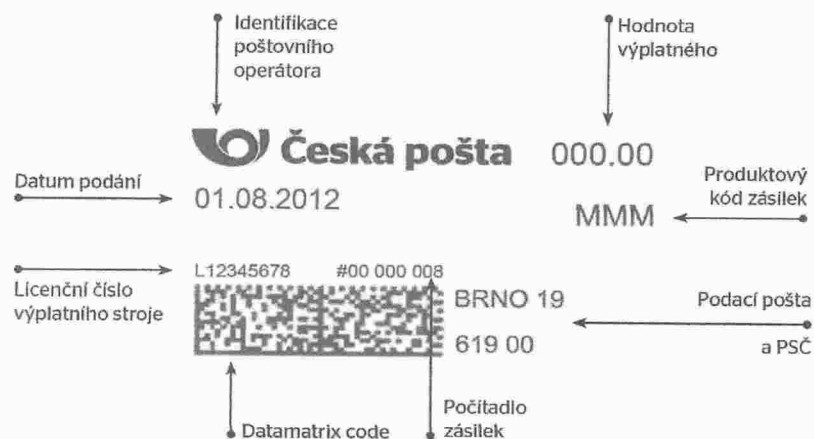 Identifikace
poštovního
operátora
Hodnota
výplatného
Česká pošta
000.00
Datum podání
01.08.2012
Produktový
kód zásilek
MMM
L12345678
#00 000 008
Licenční číslo
výplatního stroje
BRNO 19
619 00
Podací pošta
a PSČ
Datamatrix code
Počítadlo
zásilek